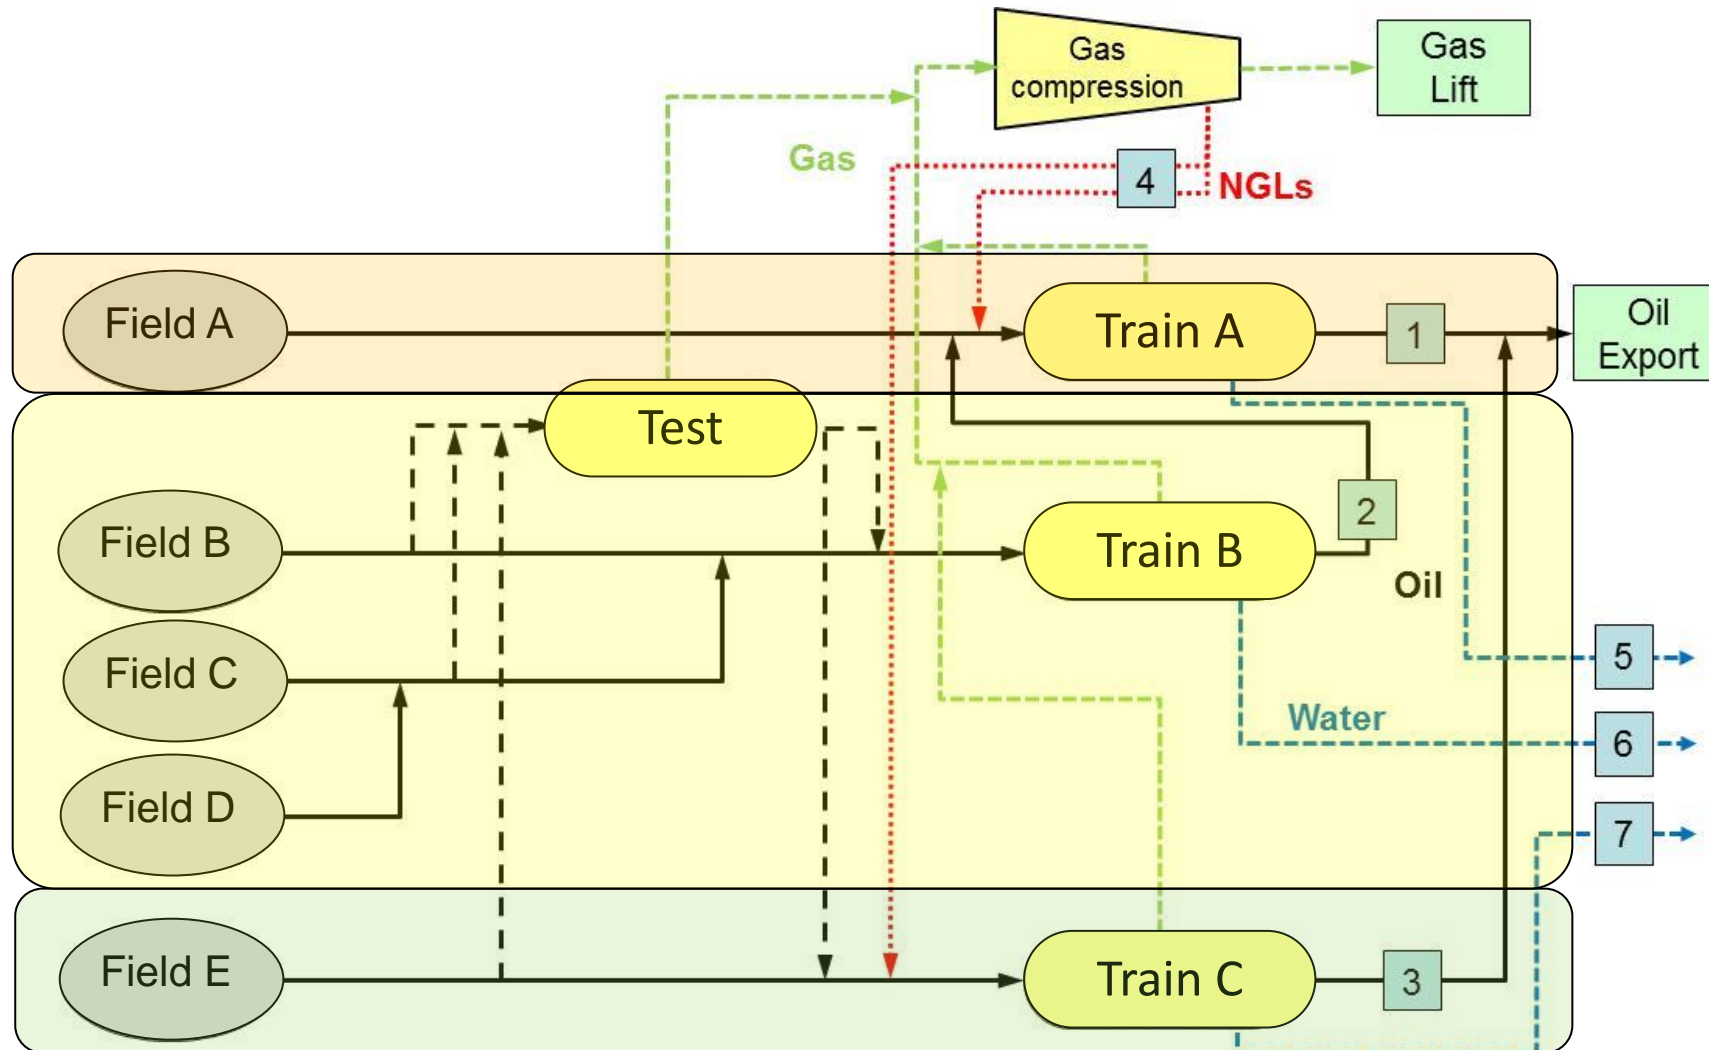 Gas
compression
Gas
Lift
Gas
4
NGLs
Field A
Train A
1
Oil
Export
Test
Field B
Train B
2
Oil
Field C
5
Water
6
Field D
7
Field E
Train C
3